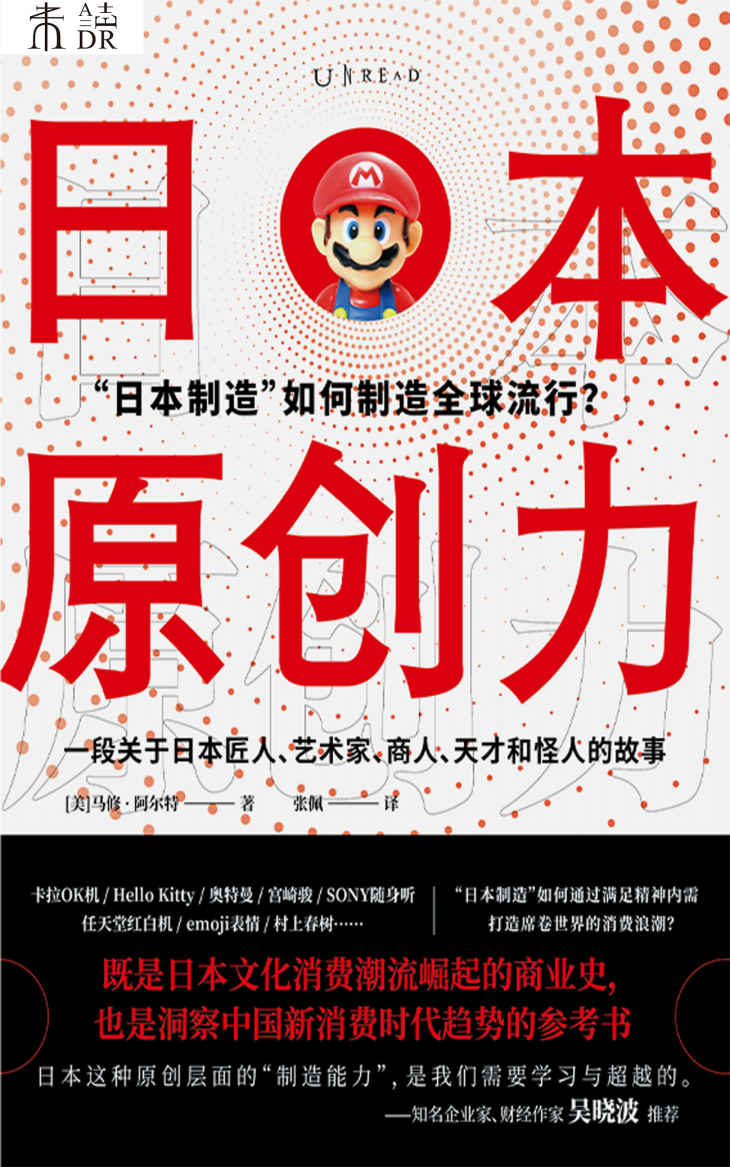 未读
UNREAD
日本
M
“日本制造”如何制造全球流行？
原创力
一段关于日本匠人、艺术家、商人、天才和怪人的故事
[美]马修·阿尔特——著 张佩——译
卡拉OK机 / Hello Kitty / 奥特曼 / 宫崎骏 / SONY随身听
任天堂红白机 / emoji表情 / 村上春树……
“日本制造”如何通过满足精神内需
打造席卷世界的消费浪潮？
既是日本文化消费潮流崛起的商业史，
也是洞察中国新消费时代趋势的参考书
日本这种原创层面的“制造能力”，是我们需要学习与超越的。
——知名企业家、财经作家 吴晓波 推荐